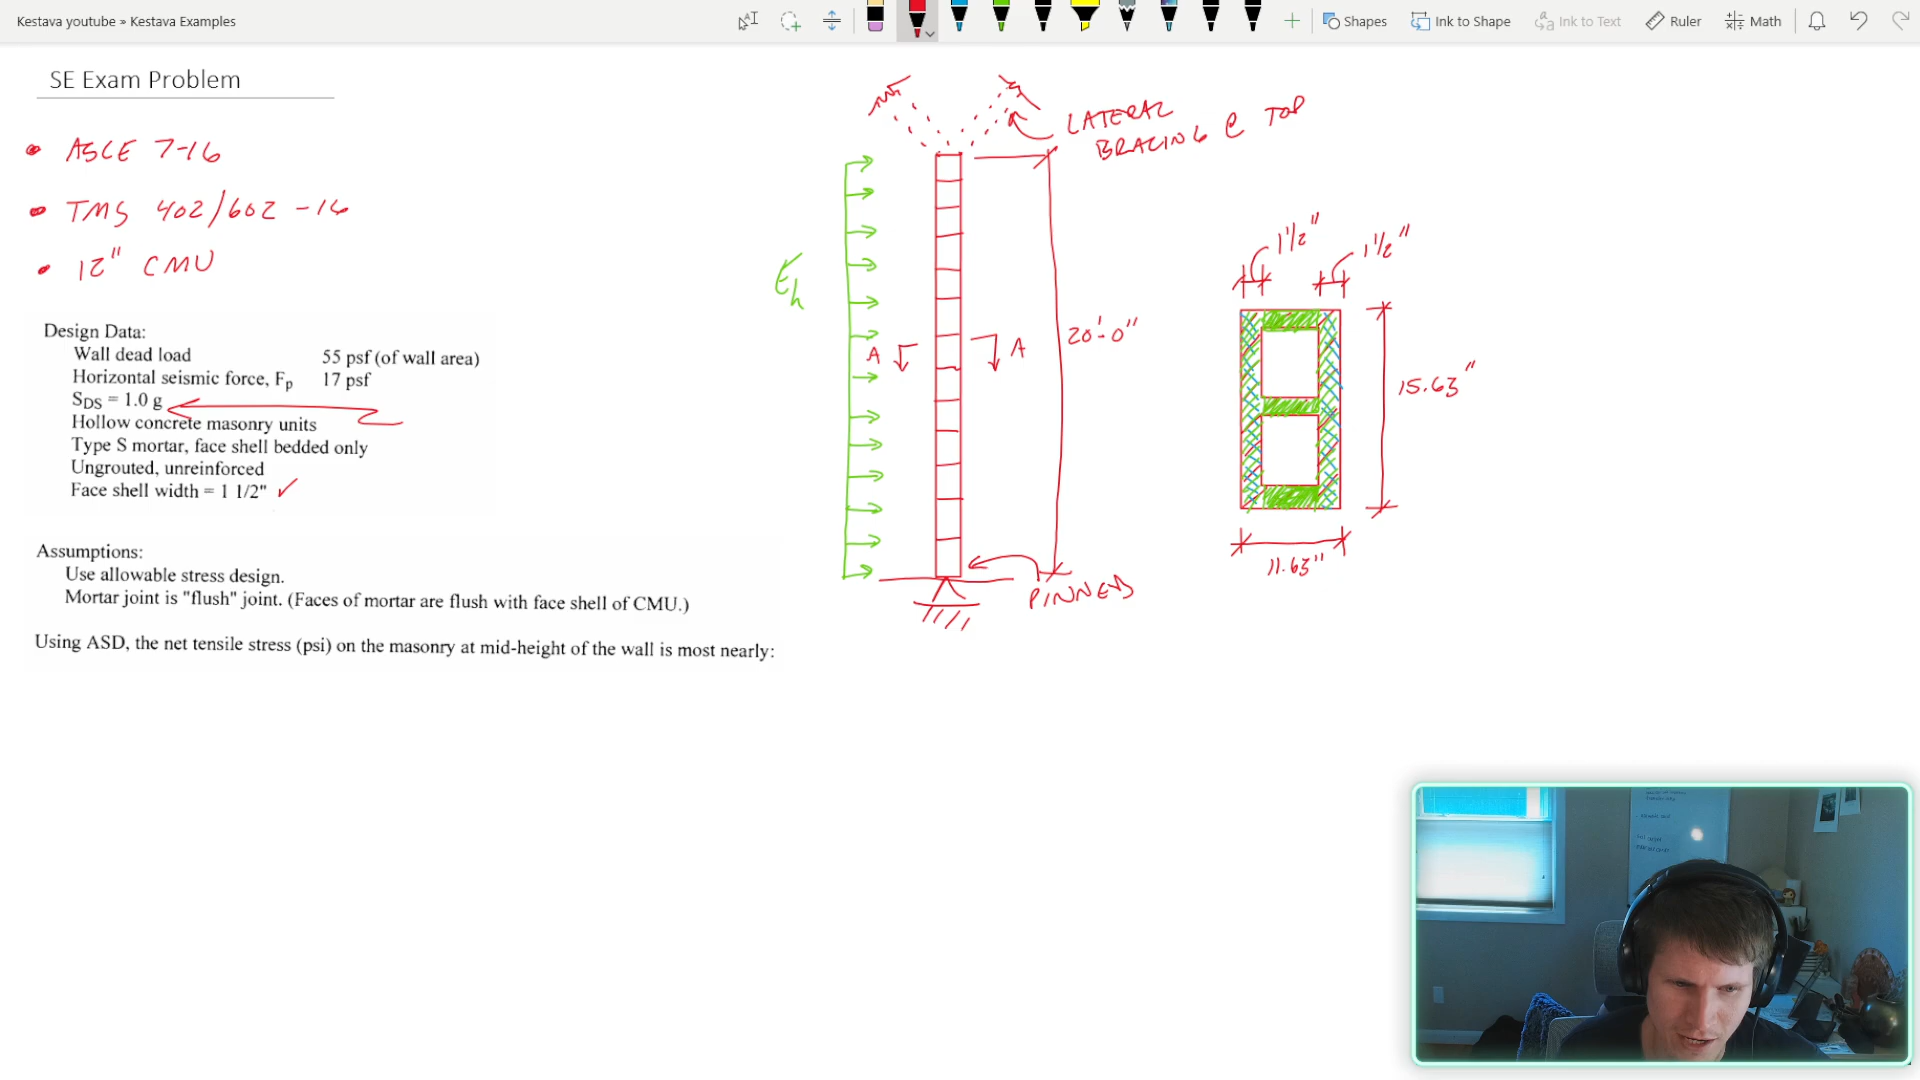 Kestava youtube » Kestava Examples
Shapes
Ink to Shape
Ink to Text
Ruler
Math
SE Exam Problem
• ASCE 7-16
• TMS 402/602 -16
• 12" CMU
Design Data:
Wall dead load 55 psf (of wall area)
Horizontal seismic force, Fp 17 psf
SDS = 1.0 g
Hollow concrete masonry units
Type S mortar, face shell bedded only
Ungrouted, unreinforced
Face shell width = 1 1/2"
Assumptions:
Use allowable stress design.
Mortar joint is "flush" joint. (Faces of mortar are flush with face shell of CMU.)
Using ASD, the net tensile stress (psi) on the masonry at mid-height of the wall is most nearly:
LATERAL
BRACING @ TOP
Eh
A
A
20'-0"
PINNED
1 1/2"
1 1/2"
15.63"
11.63"